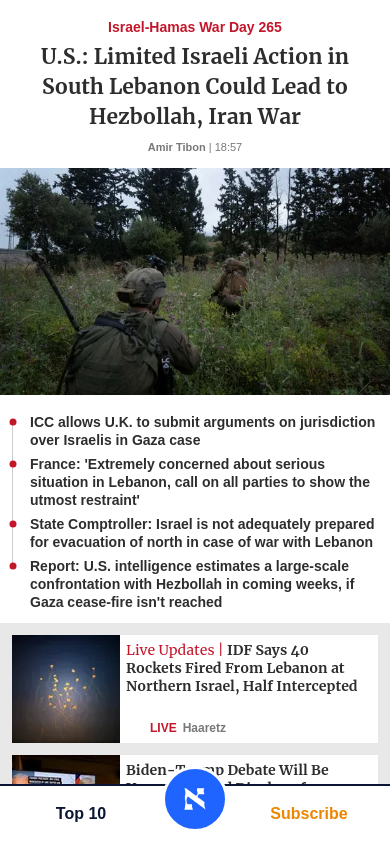 Israel-Hamas War Day 265
U.S.: Limited Israeli Action in
South Lebanon Could Lead to
Hezbollah, Iran War
Amir Tibon | 18:57
ICC allows U.K. to submit arguments on jurisdiction
over Israelis in Gaza case
France: 'Extremely concerned about serious
situation in Lebanon, call on all parties to show the
utmost restraint'
State Comptroller: Israel is not adequately prepared
for evacuation of north in case of war with Lebanon
Report: U.S. intelligence estimates a large-scale
confrontation with Hezbollah in coming weeks, if
Gaza cease-fire isn't reached
Live Updates | IDF Says 40
Rockets Fired From Lebanon at
Northern Israel, Half Intercepted
LIVE Haaretz
Debate Will Be
Top 10
Subscribe